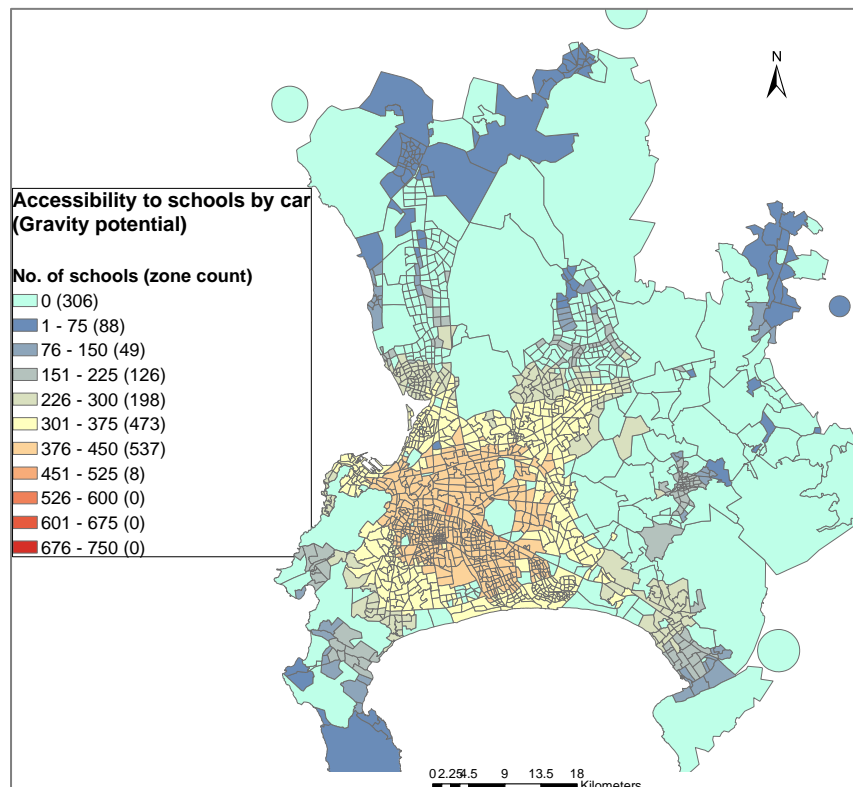 N
Accessibility to schools by car
(Gravity potential)
No. of schools (zone count)
0 (306)
1 - 75 (88)
76 - 150 (49)
151 - 225 (126)
226 - 300 (198)
301 - 375 (473)
376 - 450 (537)
451 - 525 (8)
526 - 600 (0)
601 - 675 (0)
676 - 750 (0)
0 2.25 4.5 9 13.5 18
Kilometers